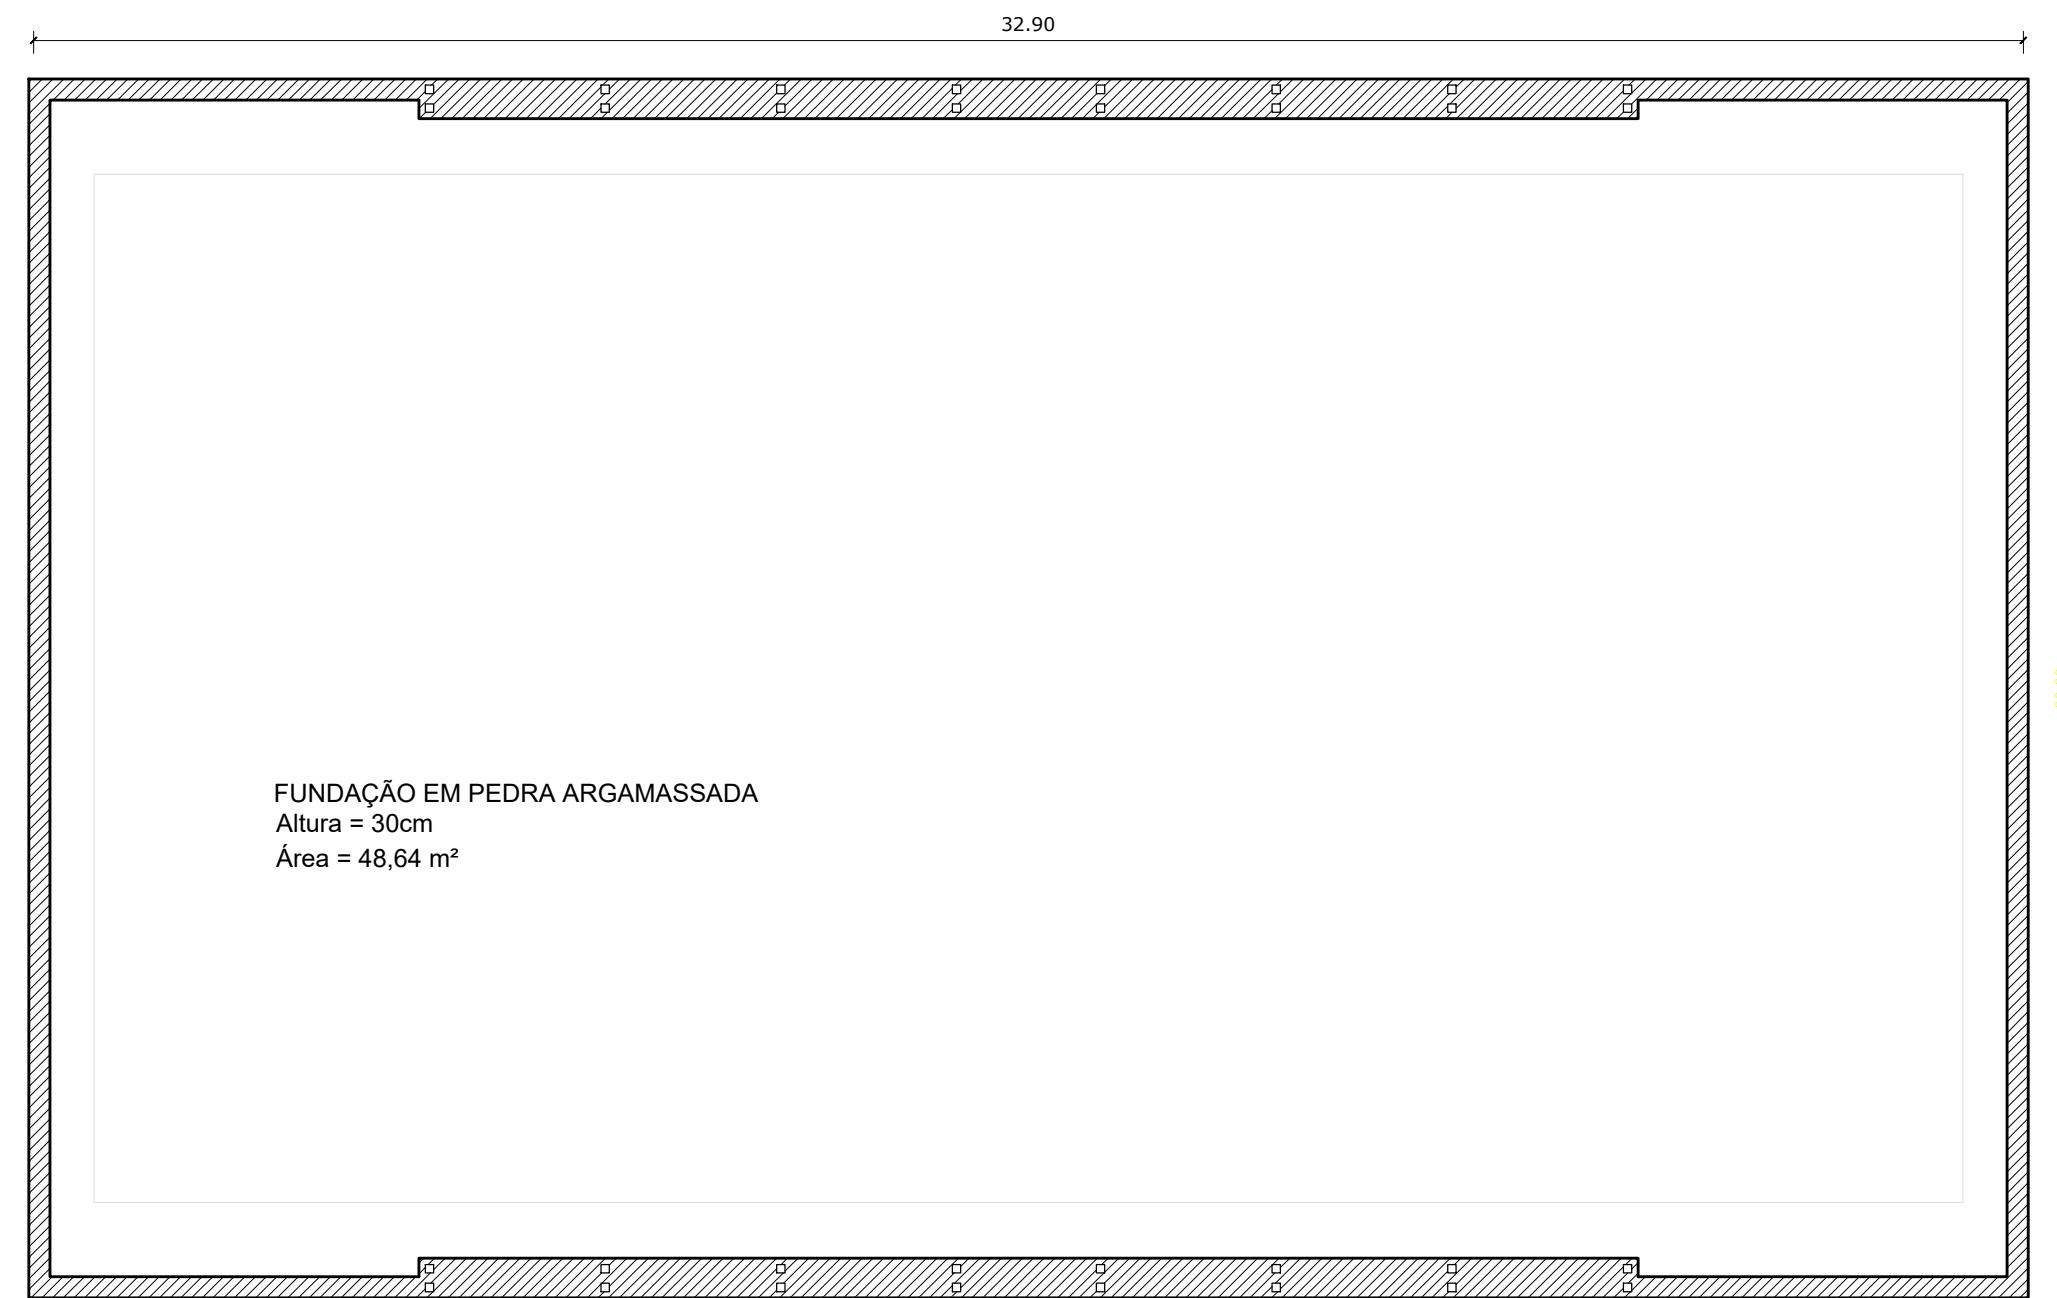 32.90
FUNDAÇÃO EM PEDRA ARGAMASSADA
Altura = 30cm
Área = 48,64 m²